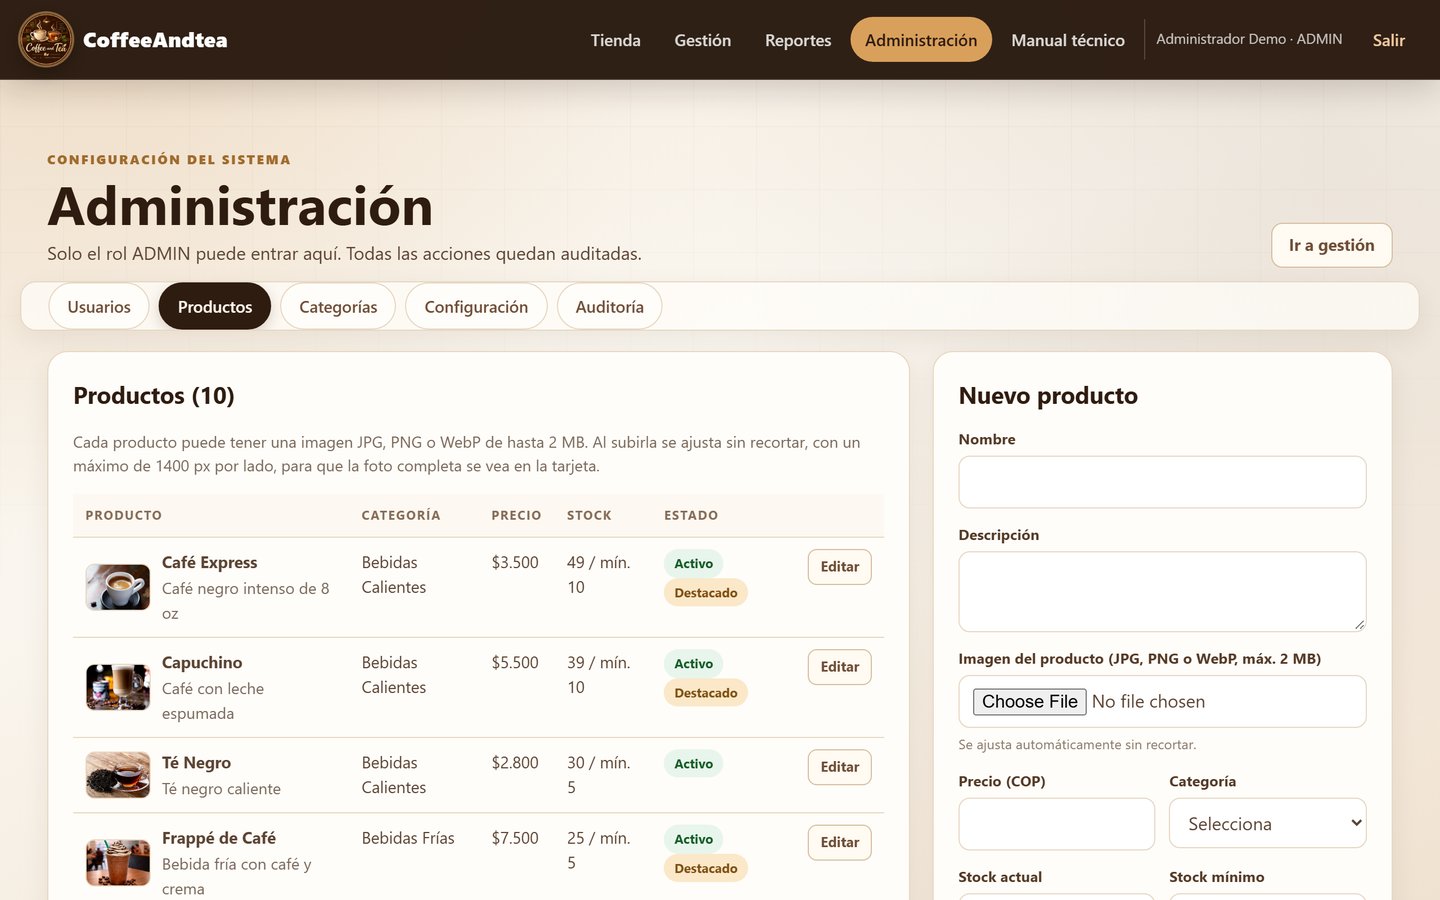 Coffee and Tea
CoffeeAndtea
Tienda
Gestión
Reportes
Administración
Manual técnico
Administrador Demo · ADMIN
Salir
CONFIGURACIÓN DEL SISTEMA
Administración
Solo el rol ADMIN puede entrar aquí. Todas las acciones quedan auditadas.
Ir a gestión
Usuarios
Productos
Categorías
Configuración
Auditoría
Productos (10)
Cada producto puede tener una imagen JPG, PNG o WebP de hasta 2 MB. Al subirla se ajusta sin recortar, con un
máximo de 1400 px por lado, para que la foto completa se vea en la tarjeta.
PRODUCTO CATEGORÍA PRECIO STOCK ESTADO
Café Express
Café negro intenso de 8
oz
Bebidas
Calientes
$3.500
49 / mín.
10
Activo
Destacado
Editar
Capuchino
Café con leche
espumada
Bebidas
Calientes
$5.500
39 / mín.
10
Activo
Destacado
Editar
Té Negro
Té negro caliente
Bebidas
Calientes
$2.800
30 / mín.
5
Activo
Editar
Frappé de Café
Bebida fría con café y
crema
Bebidas Frías
$7.500
25 / mín.
5
Activo
Destacado
Editar
Nuevo producto
Nombre
Descripción
Imagen del producto (JPG, PNG o WebP, máx. 2 MB)
Choose File No file chosen
Se ajusta automáticamente sin recortar.
Precio (COP)
Categoría
Selecciona
Stock actual
Stock mínimo